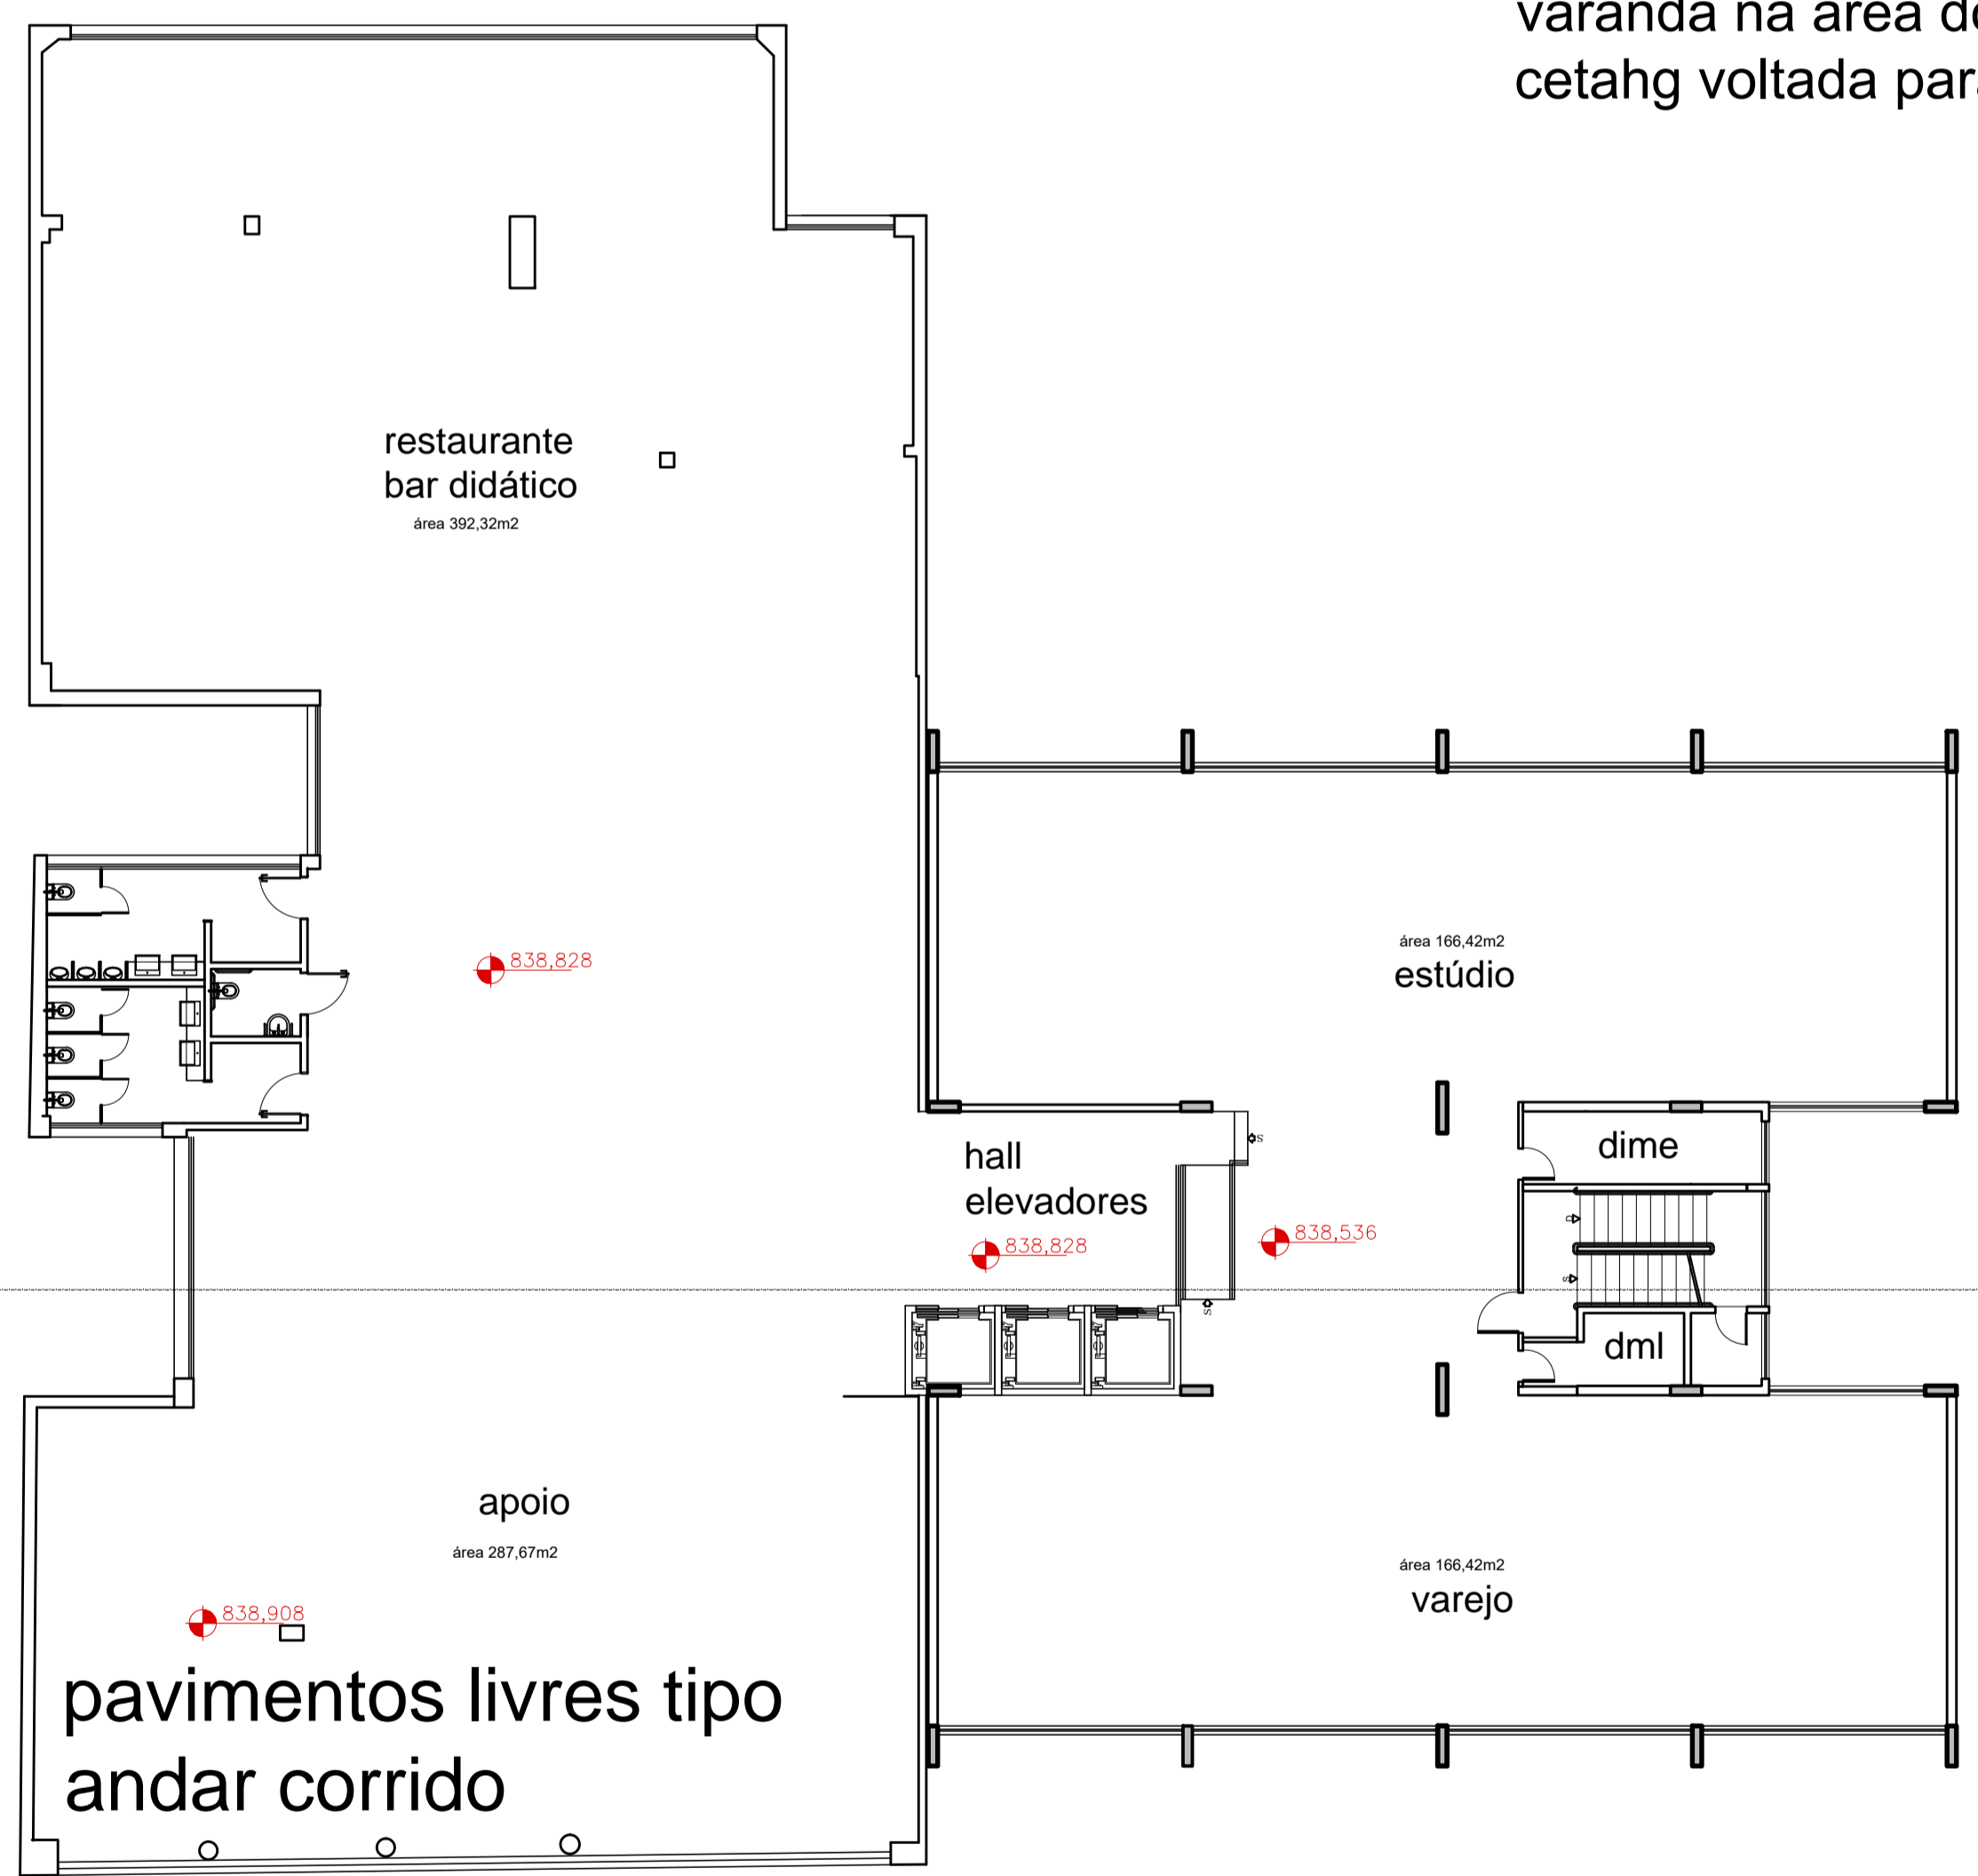 varanda na área do
cetahg voltada para
restaurante
bar didático
área 392,32m2
838,828
área 166,42m2
estúdio
hall
elevadores
838,828
838,536
dime
dml
S
S
D
S
apoio
área 287,67m2
838,908
área 166,42m2
varejo
pavimentos livres tipo
andar corrido